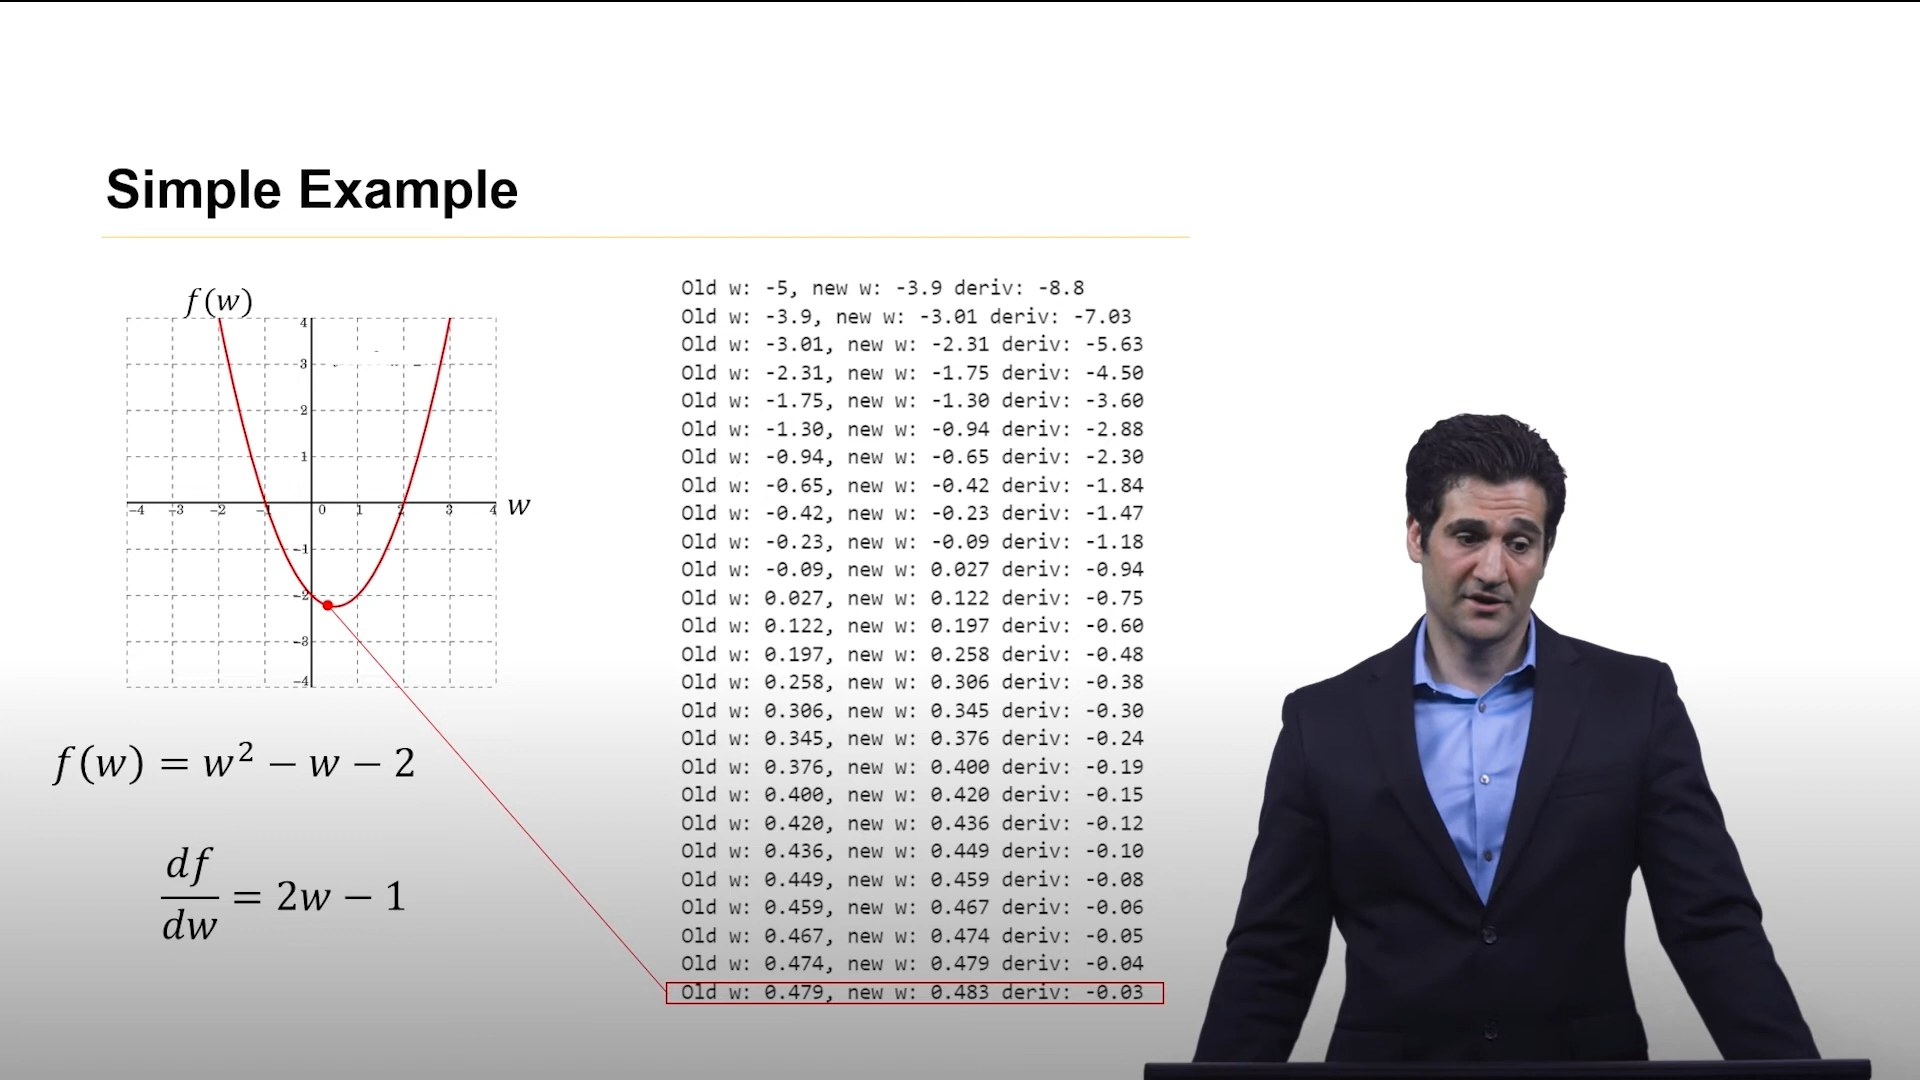 Simple Example
f(w)
4
3
2
1
-4 -3 -2 -1 0 1 2 3 4 w
-1
-2
-3
-4
f(w) = w² − w − 2
df/dw = 2w − 1
Old w: -5, new w: -3.9 deriv: -8.8
Old w: -3.9, new w: -3.01 deriv: -7.03
Old w: -3.01, new w: -2.31 deriv: -5.63
Old w: -2.31, new w: -1.75 deriv: -4.50
Old w: -1.75, new w: -1.30 deriv: -3.60
Old w: -1.30, new w: -0.94 deriv: -2.88
Old w: -0.94, new w: -0.65 deriv: -2.30
Old w: -0.65, new w: -0.42 deriv: -1.84
Old w: -0.42, new w: -0.23 deriv: -1.47
Old w: -0.23, new w: -0.09 deriv: -1.18
Old w: -0.09, new w: 0.027 deriv: -0.94
Old w: 0.027, new w: 0.122 deriv: -0.75
Old w: 0.122, new w: 0.197 deriv: -0.60
Old w: 0.197, new w: 0.258 deriv: -0.48
Old w: 0.258, new w: 0.306 deriv: -0.38
Old w: 0.306, new w: 0.345 deriv: -0.30
Old w: 0.345, new w: 0.376 deriv: -0.24
Old w: 0.376, new w: 0.400 deriv: -0.19
Old w: 0.400, new w: 0.420 deriv: -0.15
Old w: 0.420, new w: 0.436 deriv: -0.12
Old w: 0.436, new w: 0.449 deriv: -0.10
Old w: 0.449, new w: 0.459 deriv: -0.08
Old w: 0.459, new w: 0.467 deriv: -0.06
Old w: 0.467, new w: 0.474 deriv: -0.05
Old w: 0.474, new w: 0.479 deriv: -0.04
Old w: 0.479, new w: 0.483 deriv: -0.03